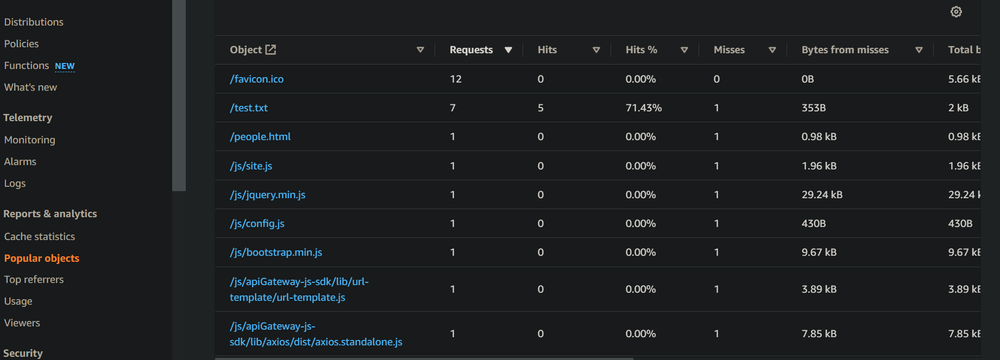 Distributions
Policies
Functions NEW
What's new
Telemetry
Monitoring
Alarms
Logs
Reports & analytics
Cache statistics
Popular objects
Top referrers
Usage
Viewers
Security
Object Requests Hits Hits % Misses Bytes from misses Total b
/favicon.ico 12 0 0.00% 0 0B 5.66 kB
/test.txt 7 5 71.43% 1 353B 2 kB
/people.html 1 0 0.00% 1 0.98 kB 0.98 kB
/js/site.js 1 0 0.00% 1 1.96 kB 1.96 kB
/js/jquery.min.js 1 0 0.00% 1 29.24 kB 29.24 k
/js/config.js 1 0 0.00% 1 430B 430B
/js/bootstrap.min.js 1 0 0.00% 1 9.67 kB 9.67 kB
/js/apiGateway-js-sdk/lib/url-
template/url-template.js 1 0 0.00% 1 3.89 kB 3.89 kB
/js/apiGateway-js-
sdk/lib/axios/dist/axios.standalone.js 1 0 0.00% 1 7.85 kB 7.85 kB